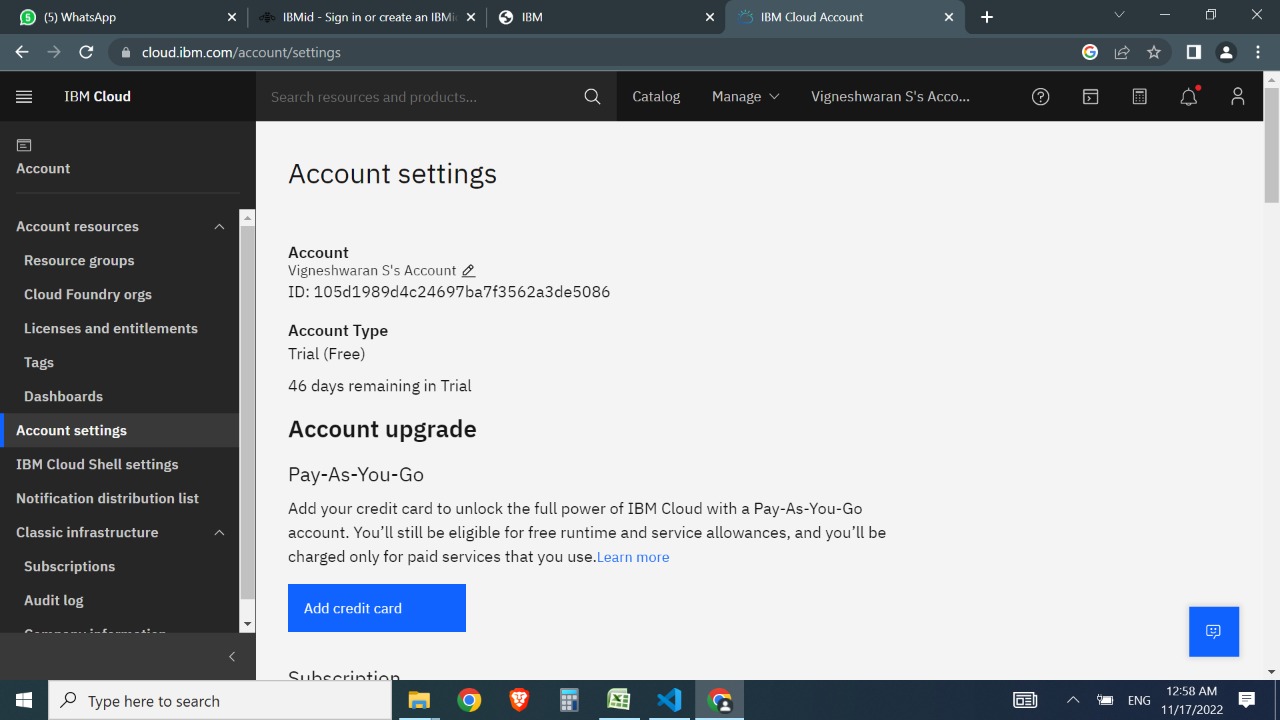 (5) WhatsApp
IBMid - Sign in or create an IBMi
IBM
IBM Cloud Account
cloud.ibm.com/account/settings
IBM Cloud
Search resources and products...
Catalog
Manage
Vigneshwaran S's Acco...
Account
Account resources
Resource groups
Cloud Foundry orgs
Licenses and entitlements
Tags
Dashboards
Account settings
IBM Cloud Shell settings
Notification distribution list
Classic infrastructure
Subscriptions
Audit log
Company information
Account settings
Account
Vigneshwaran S's Account
ID: 105d1989d4c24697ba7f3562a3de5086
Account Type
Trial (Free)
46 days remaining in Trial
Account upgrade
Pay-As-You-Go
Add your credit card to unlock the full power of IBM Cloud with a Pay-As-You-Go
account. You’ll still be eligible for free runtime and service allowances, and you’ll be
charged only for paid services that you use.Learn more
Add credit card
Subscription
Type here to search
ENG
12:58 AM
11/17/2022